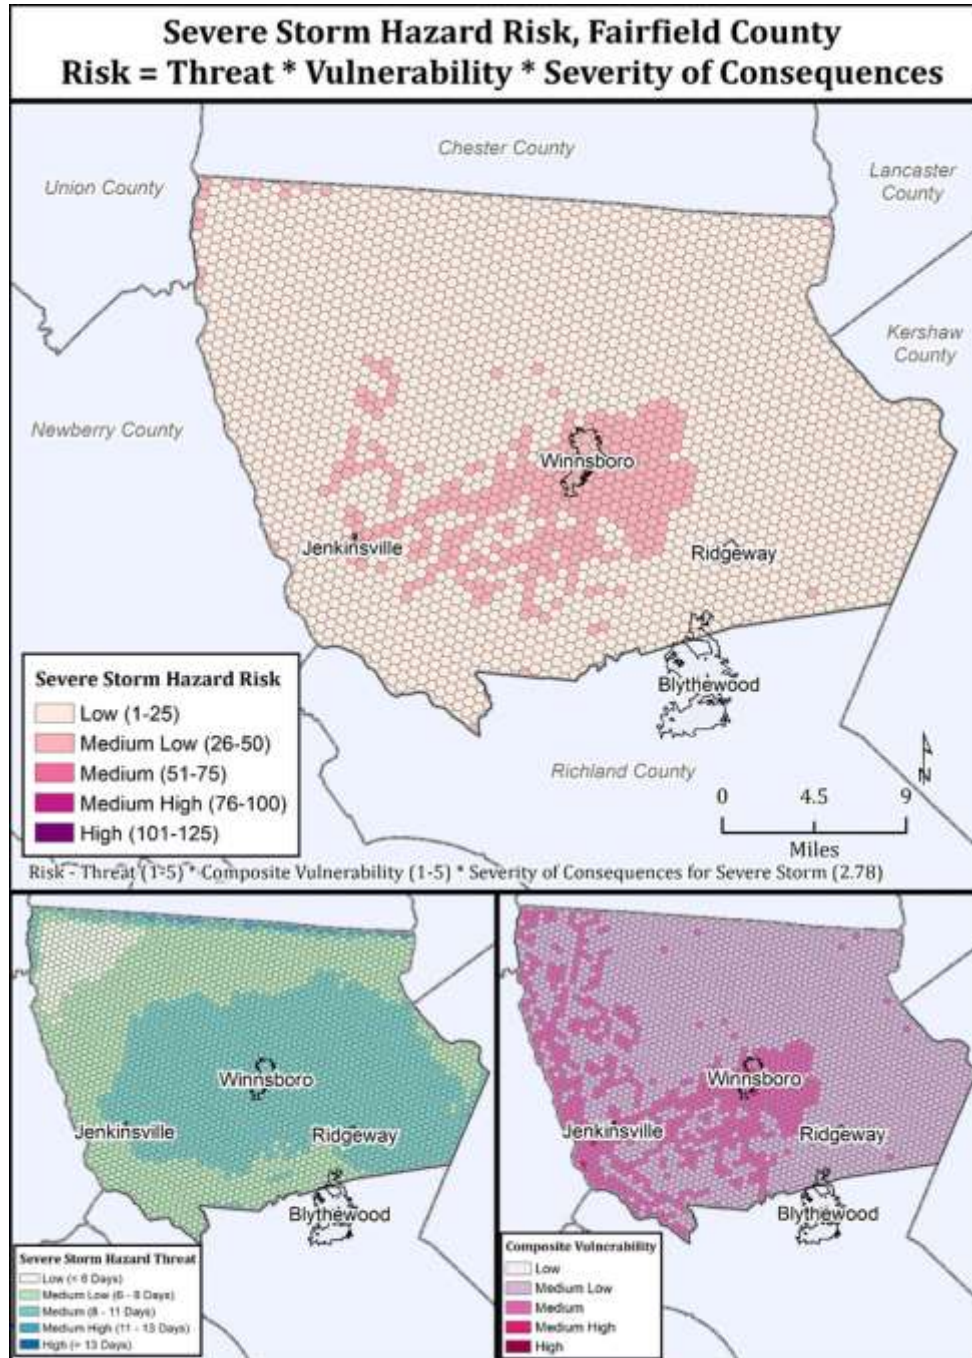 Severe Storm Hazard Risk, Fairfield County
Risk = Threat * Vulnerability * Severity of Consequences
Chester County
Union County
Lancaster
County
Kershaw
County
Newberry County
Winnsboro
Jenkinsville
Ridgeway
Blythewood
Richland County
Severe Storm Hazard Risk
Low (1-25)
Medium Low (26-50)
Medium (51-75)
Medium High (76-100)
High (101-125)
N
0 4.5 9
Miles
Risk - Threat (1-5) * Composite Vulnerability (1-5) * Severity of Consequences for Severe Storm (2.78)
Winnsboro
Jenkinsville
Ridgeway
Blythewood
Severe Storm Hazard Threat
Low (< 6 Days)
Medium Low (6 - 8 Days)
Medium (8 - 11 Days)
Medium High (11 - 13 Days)
High (> 13 Days)
Winnsboro
Jenkinsville
Ridgeway
Blythewood
Composite Vulnerability
Low
Medium Low
Medium
Medium High
High